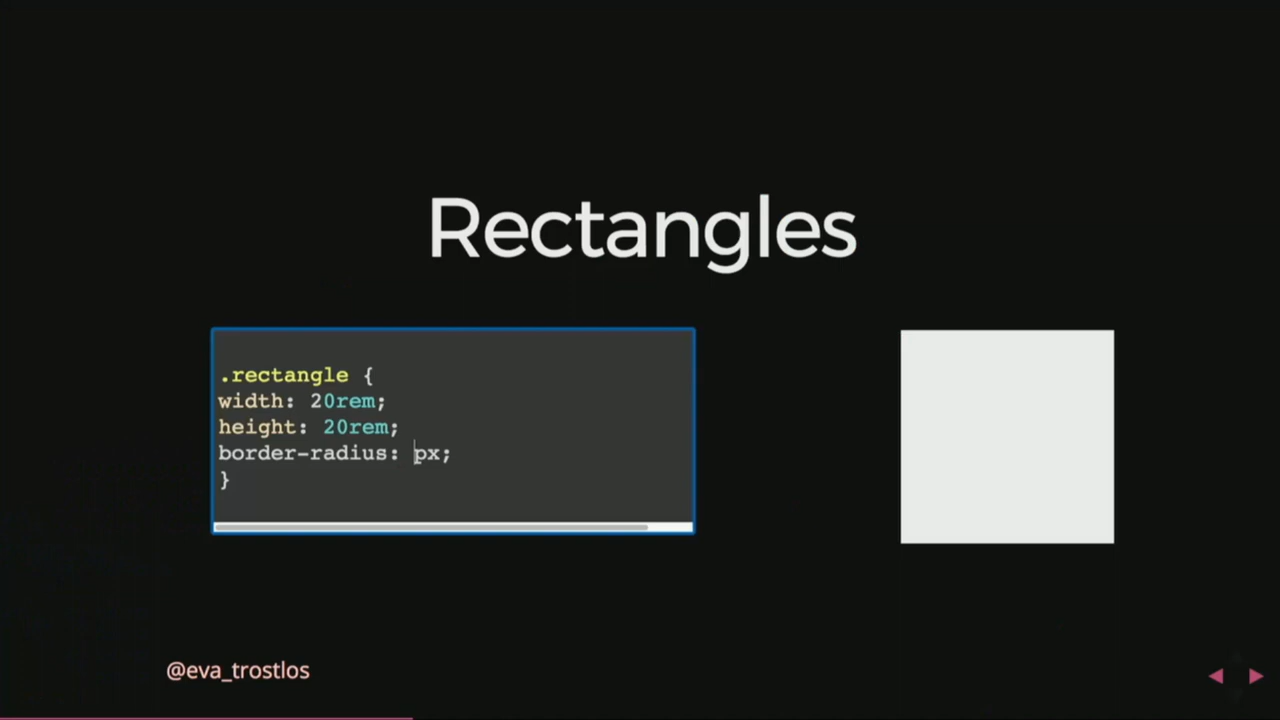 Rectangles
.rectangle {
width: 20rem;
height: 20rem;
border-radius: px;
}
@eva_trostlos